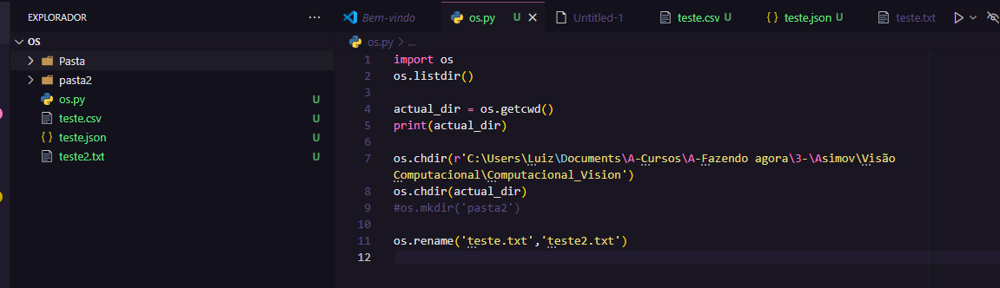 EXPLORADOR ...
OS
Pasta
pasta2
os.py U
teste.csv U
teste.json U
teste2.txt U
Bem-vindo os.py U Untitled-1 teste.csv U {} teste.json U teste.txt
os.py > ...
1 import os
2 os.listdir()
3
4 actual_dir = os.getcwd()
5 print(actual_dir)
6
7 os.chdir(r'C:\Users\Luiz\Documents\A-Cursos\A-Fazendo agora\3-\Asimov\Visão
Computacional\Computacional_Vision')
8 os.chdir(actual_dir)
9 #os.mkdir('pasta2')
10
11 os.rename('teste.txt','teste2.txt')
12